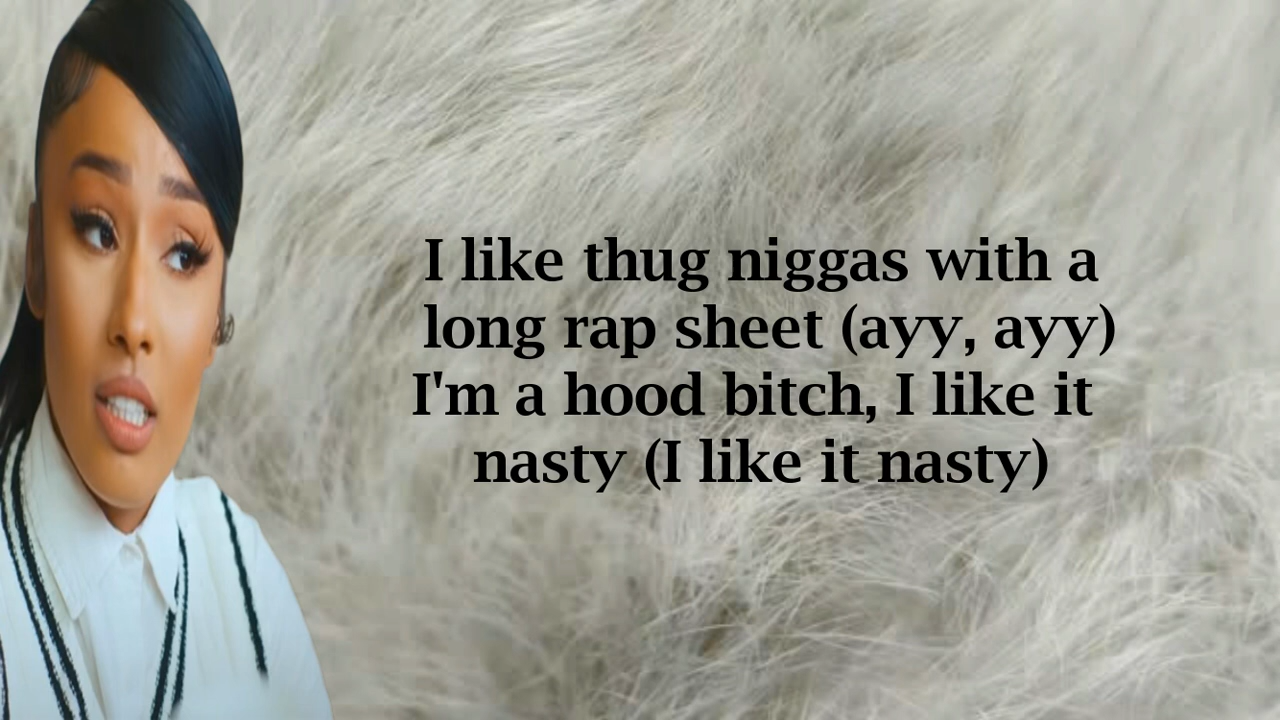 I like thug niggas with a
long rap sheet (ayy, ayy)
I'm a hood bitch, I like it
nasty (I like it nasty)